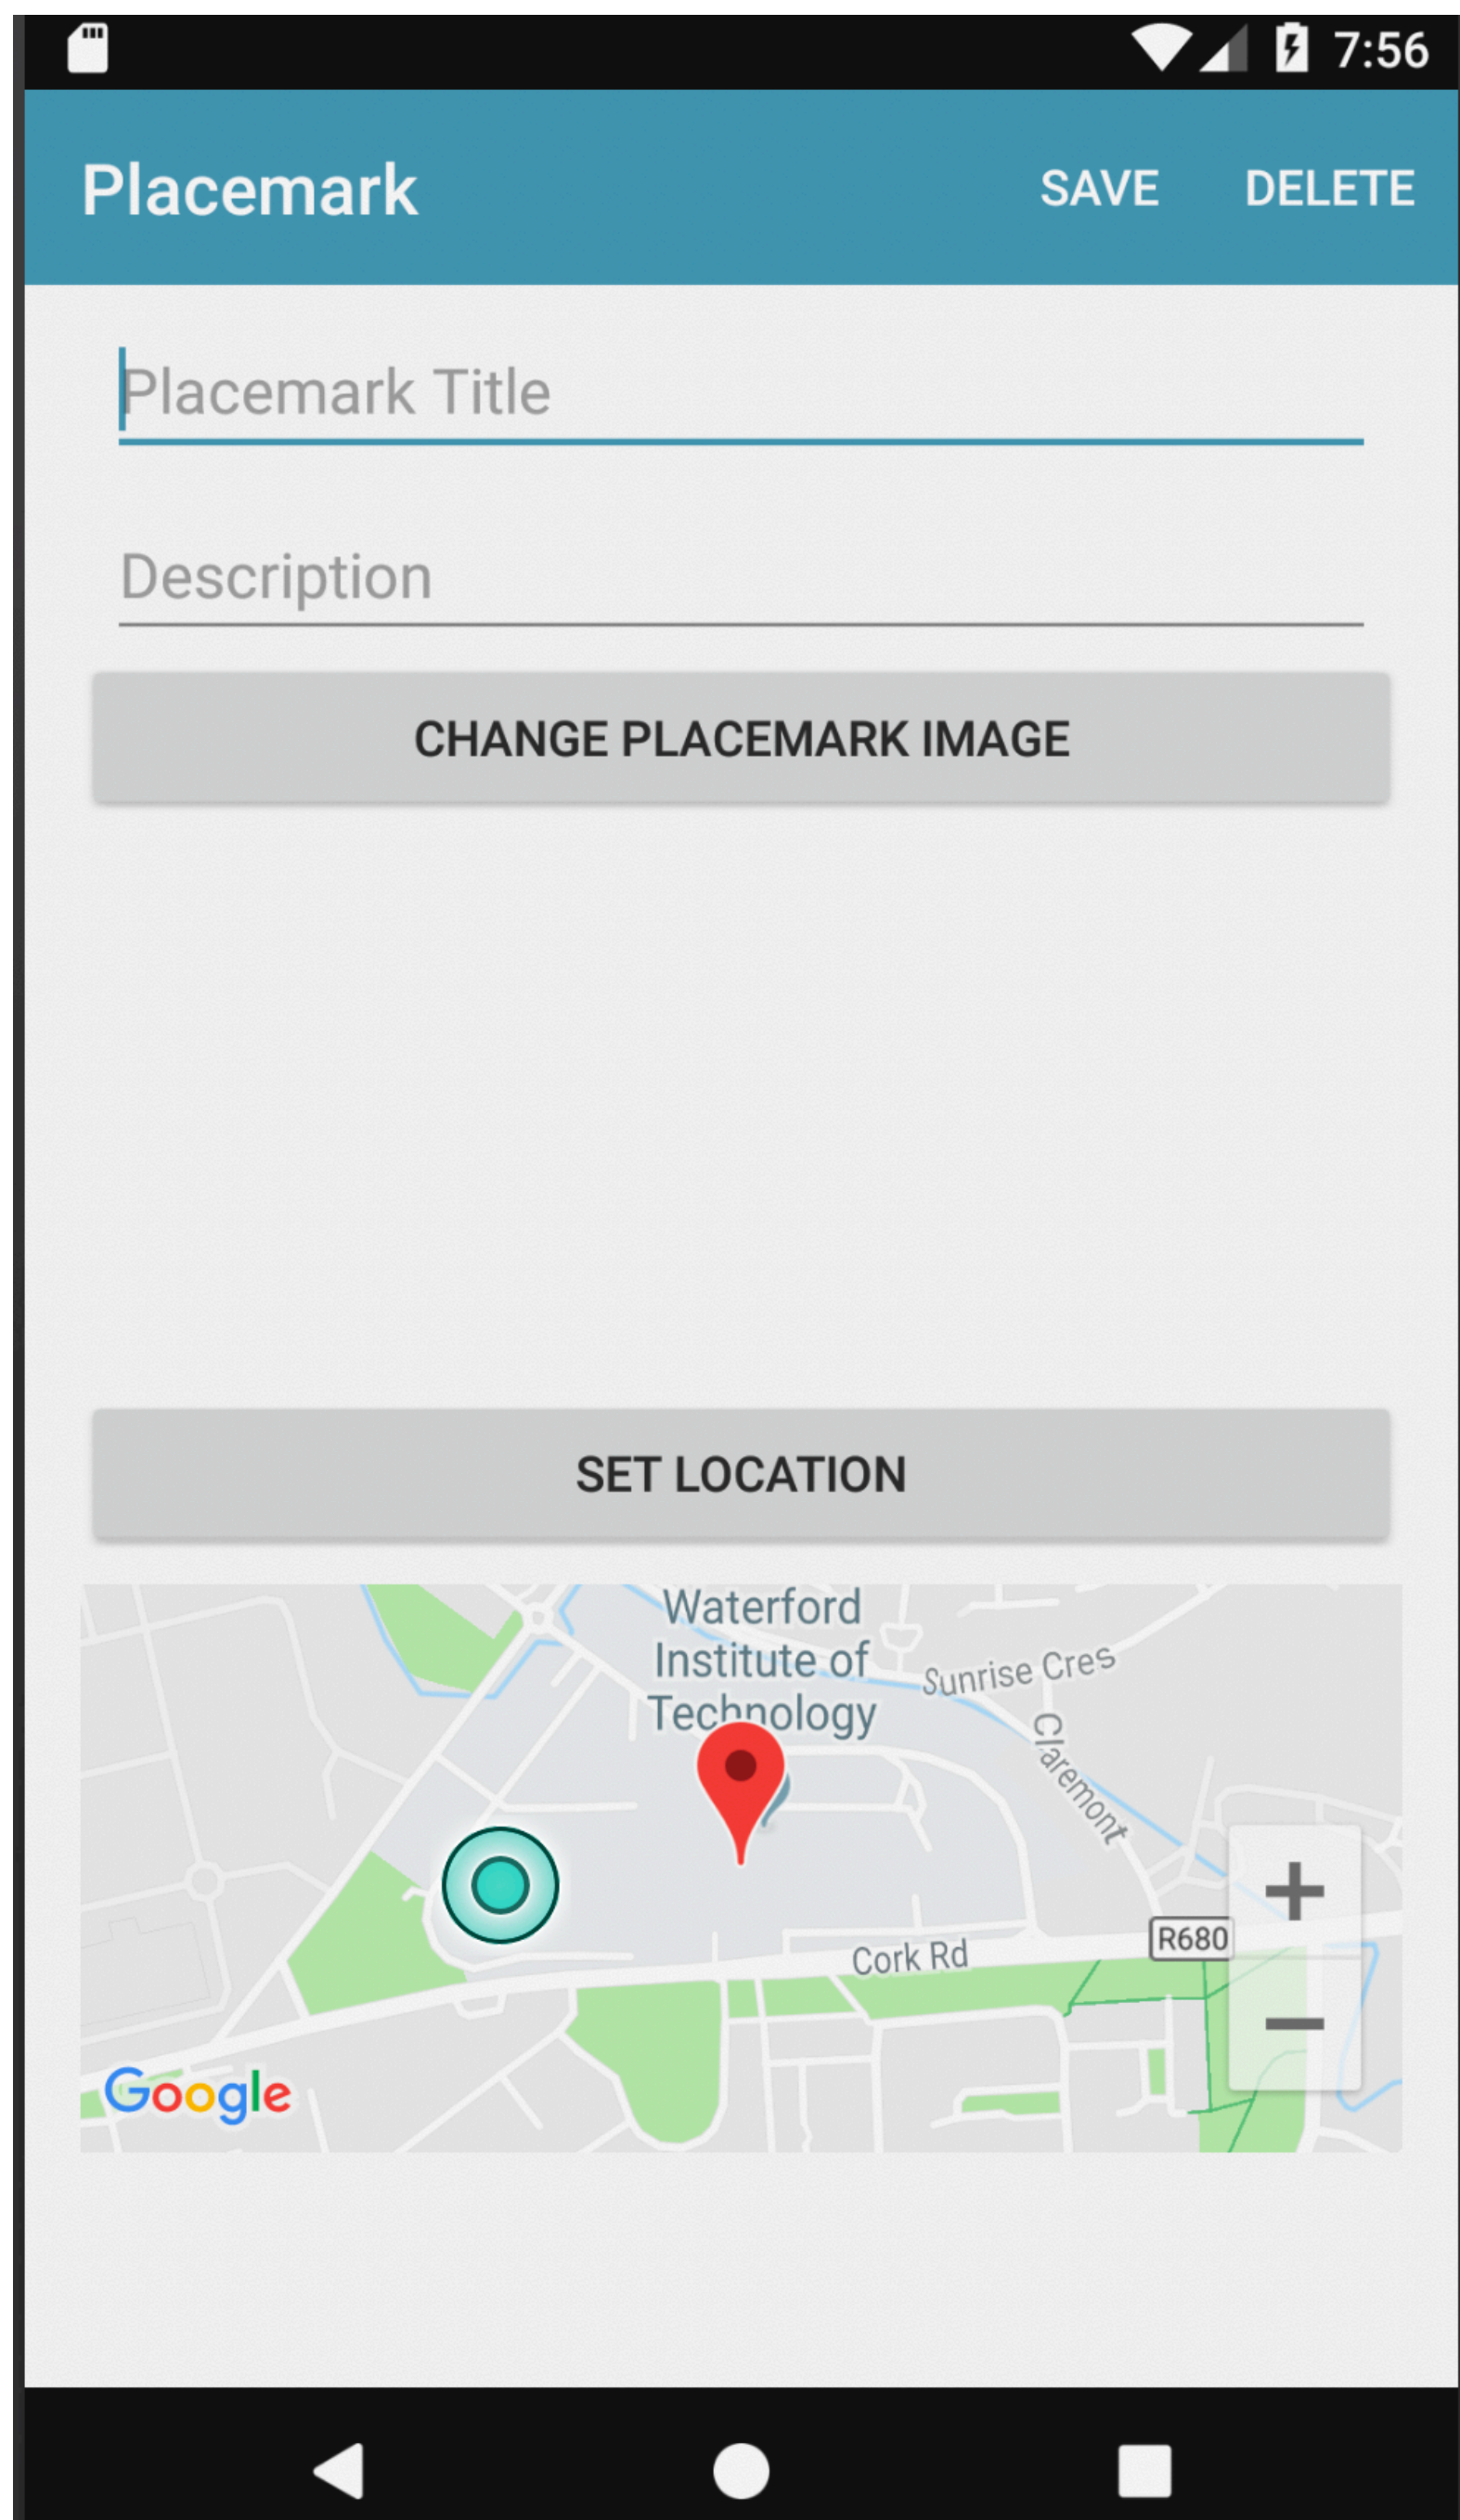 7:56
Placemark
SAVE
DELETE
Placemark Title
Description
CHANGE PLACEMARK IMAGE
SET LOCATION
Waterford
Institute of
Technology
Sunrise Cres
Claremont
R680
Cork Rd
Google